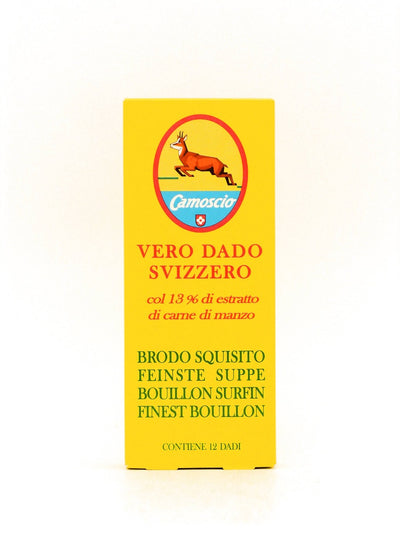 Camoscio
VERO DADO
SVIZZERO
col 13% di estratto
di carne di manzo
BRODO SQUISITO
FEINSTE SUPPE
BOUILLON SURFIN
FINEST BOUILLON
CONTIENE 12 DADI